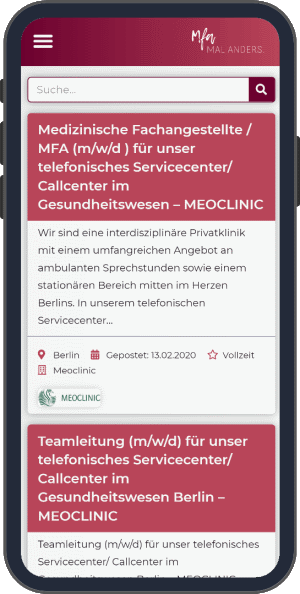 Mfa
MAL ANDERS.
Suche...
Medizinische Fachangestellte /
MFA (m/w/d ) für unser
telefonisches Servicecenter/
Callcenter im
Gesundheitswesen – MEOCLINIC
Wir sind eine interdisziplinäre Privatklinik
mit einem umfangreichen Angebot an
ambulanten Sprechstunden sowie einem
stationären Bereich mitten im Herzen
Berlins. In unserem telefonischen
Servicecenter...
Berlin Gepostet: 13.02.2020 Vollzeit
Meoclinic
MEOCLINIC
Teamleitung (m/w/d) für unser
telefonisches Servicecenter/
Callcenter im
Gesundheitswesen Berlin –
MEOCLINIC
Teamleitung (m/w/d) für unser telefonisches
Servicecenter/ Callcenter im
Gesundheitswesen Berlin – MEOCLINIC